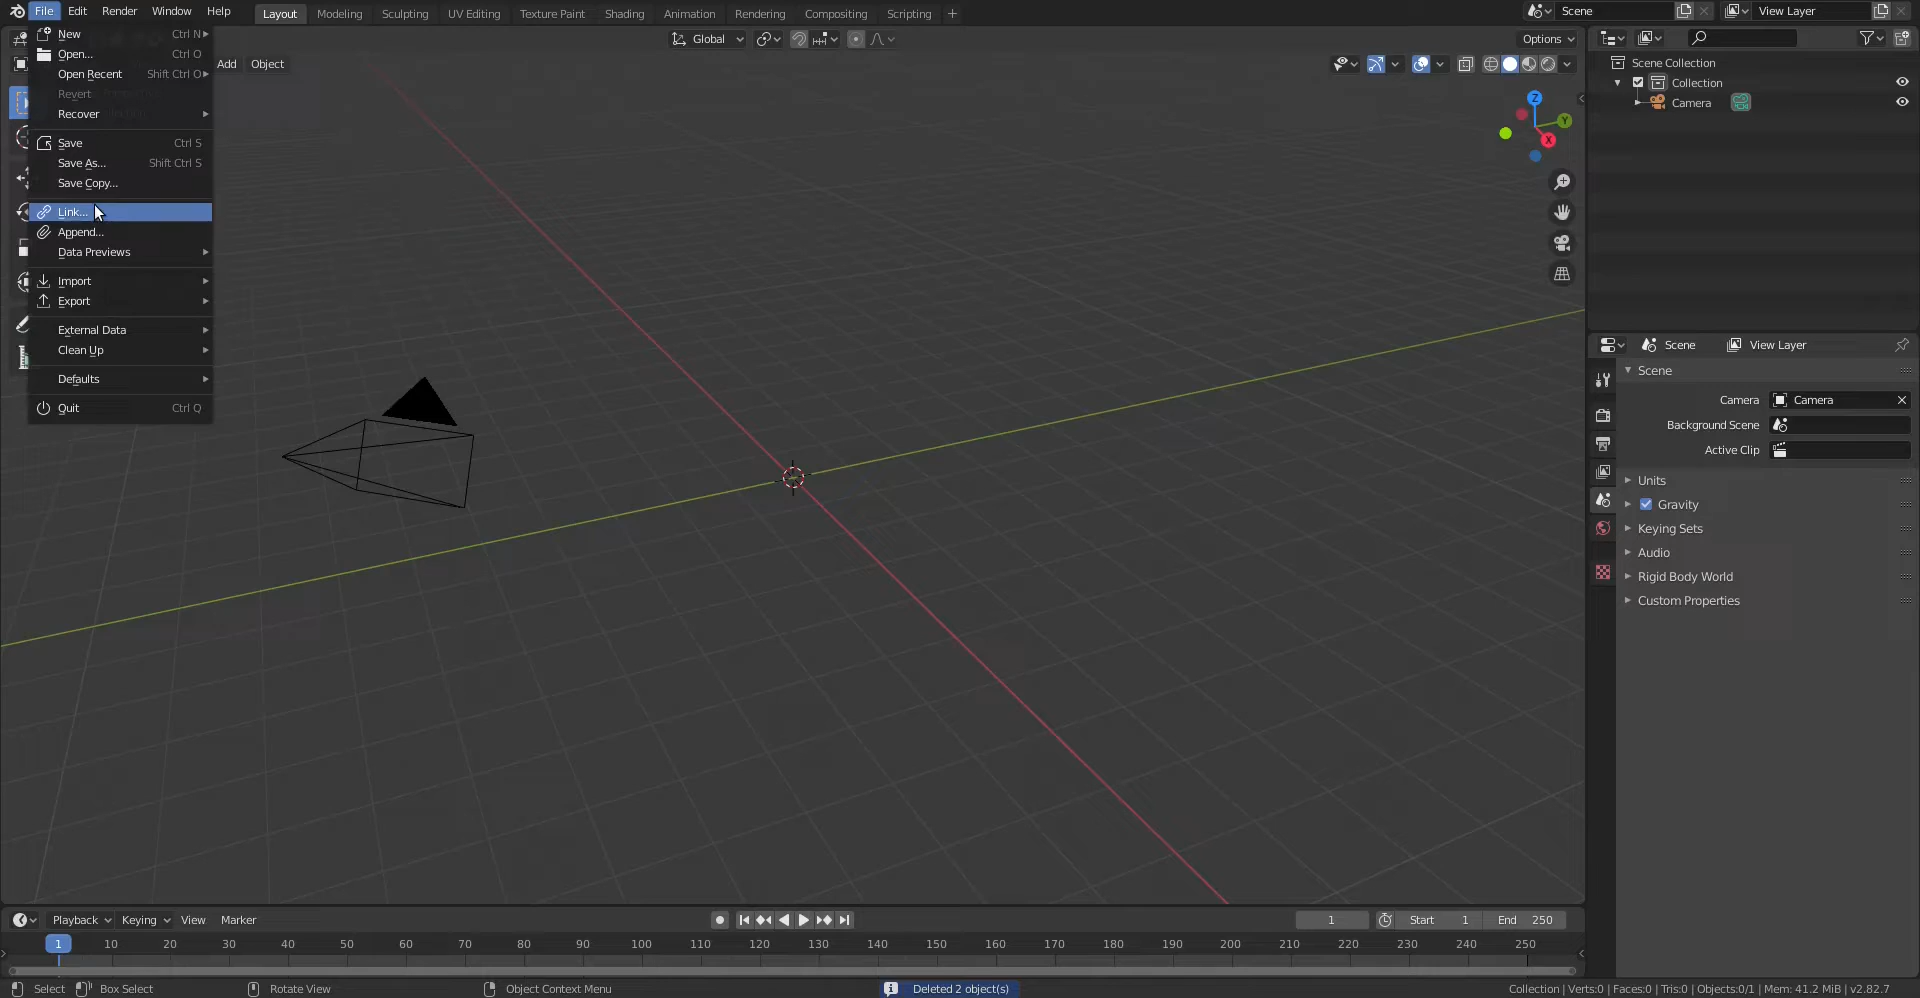 File Edit Render Window Help Layout Modeling Sculpting UV Editing Texture Paint Shading Animation Rendering Compositing Scripting + Scene View Layer
New Ctrl N
Open... Ctrl O
Open Recent Shift Ctrl O
Revert
Recover
Save Ctrl S
Save As... Shift Ctrl S
Save Copy...
Link...
Append...
Data Previews
Import
Export
External Data
Clean Up
Defaults
Quit Ctrl Q
Global Options
Add Object
Z
Y
X
Scene Collection
Collection
Camera
Scene View Layer
Scene
Camera Camera
Background Scene
Active Clip
Units
Gravity
Keying Sets
Audio
Rigid Body World
Custom Properties
Playback Keying View Marker 1 Start 1 End 250
1 10 20 30 40 50 60 70 80 90 100 110 120 130 140 150 160 170 180 190 200 210 220 230 240 250
Select Box Select Rotate View Object Context Menu Deleted 2 object(s) Collection | Verts:0 | Faces:0 | Tris:0 | Objects:0/1 | Mem: 41.2 MiB | v2.82.7